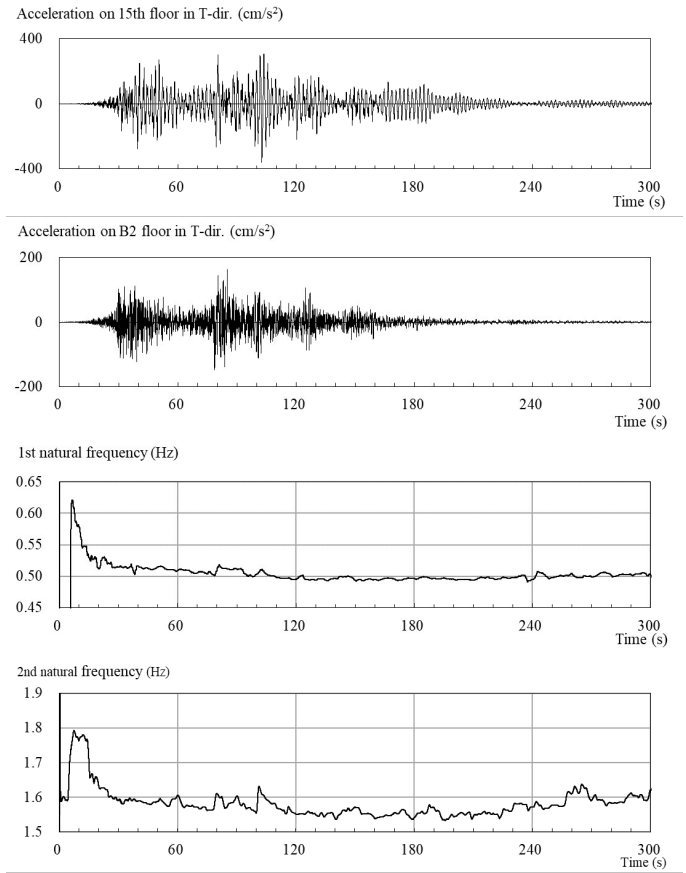 Acceleration on 15th floor in T-dir. (cm/s²)
400
0
-400
0 60 120 180 240 300
Time (s)
Acceleration on B2 floor in T-dir. (cm/s²)
200
0
-200
0 60 120 180 240 300
Time (s)
1st natural frequency (Hz)
0.65
0.60
0.55
0.50
0.45
0 60 120 180 240 300
Time (s)
2nd natural frequency (Hz)
1.9
1.8
1.7
1.6
1.5
0 60 120 180 240 300
Time (s)